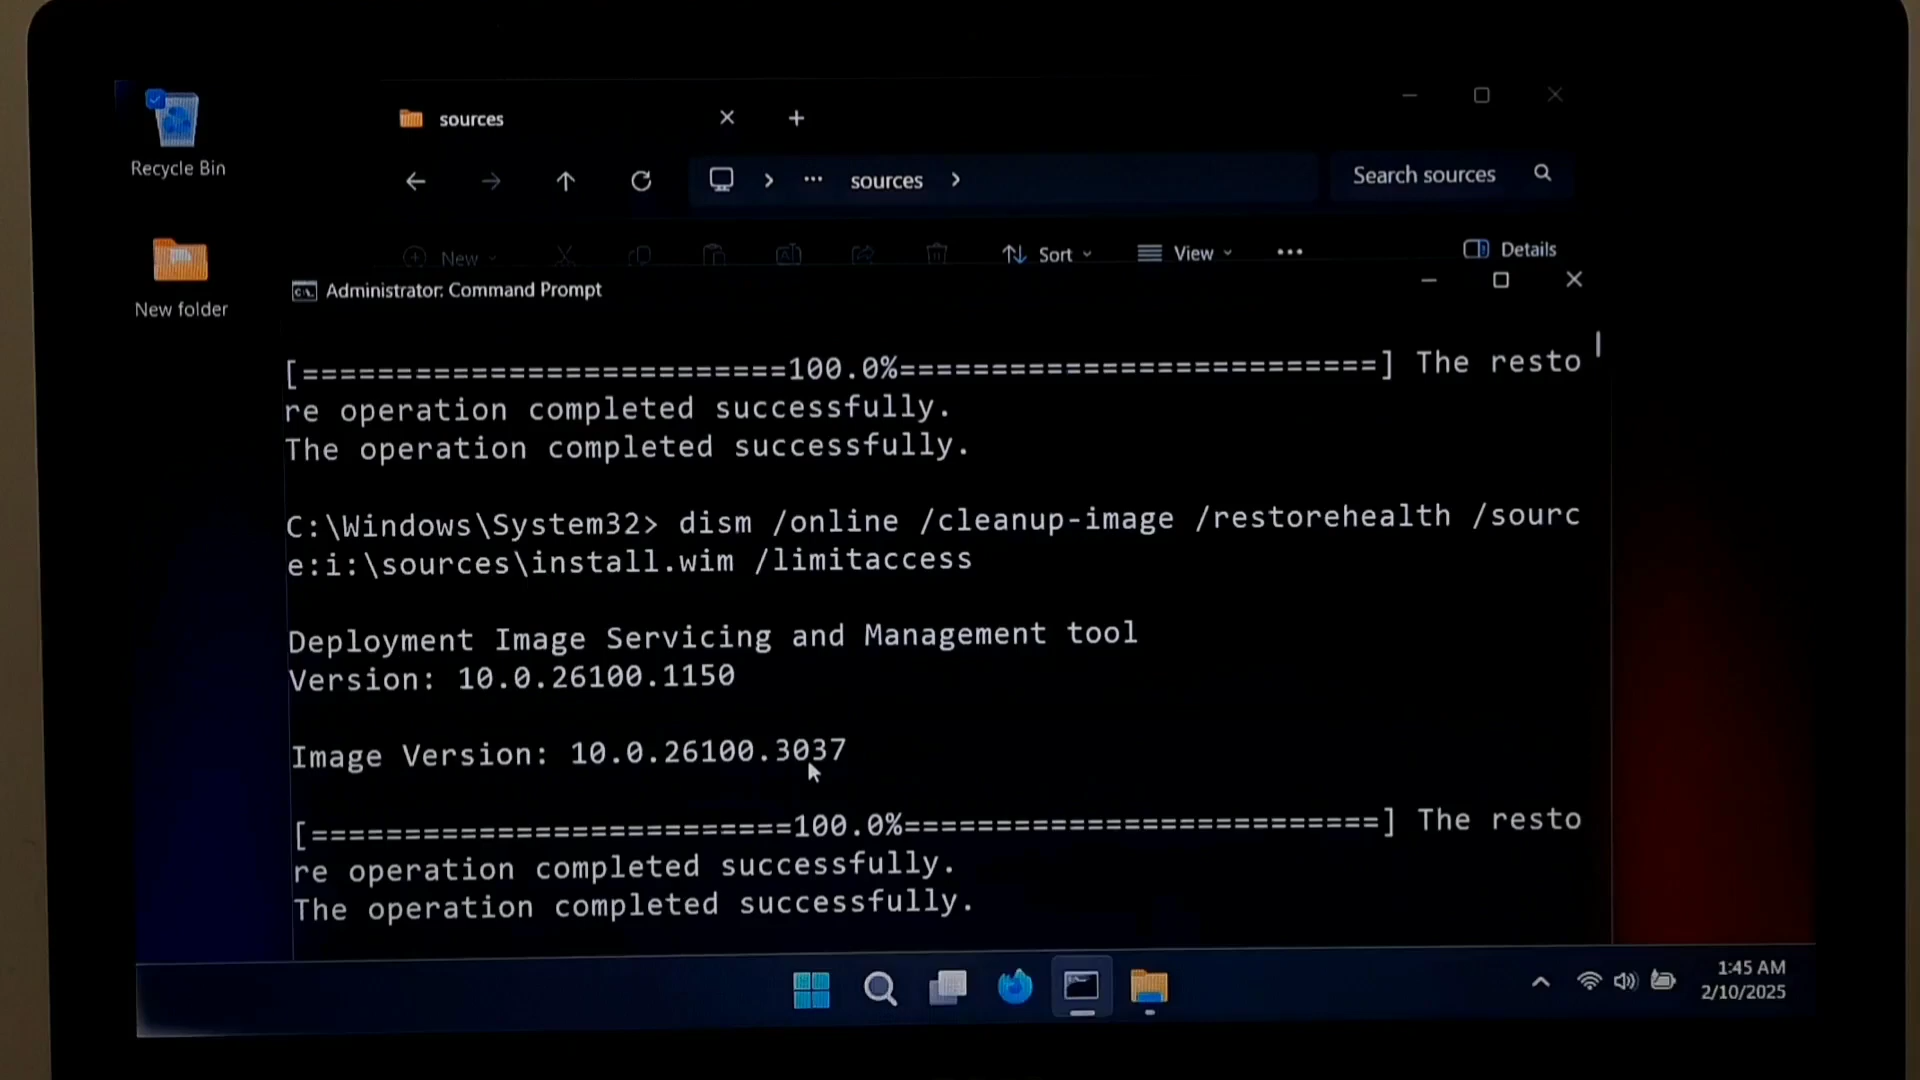 Recycle Bin
New folder
sources
sources
Search sources
New
Sort
View
Details
Administrator: Command Prompt
[==========================100.0%==========================] The resto
re operation completed successfully.
The operation completed successfully.
C:\Windows\System32> dism /online /cleanup-image /restorehealth /sourc
e:i:\sources\install.wim /limitaccess
Deployment Image Servicing and Management tool
Version: 10.0.26100.1150
Image Version: 10.0.26100.3037
[==========================100.0%==========================] The resto
re operation completed successfully.
The operation completed successfully.
1:45 AM
2/10/2025